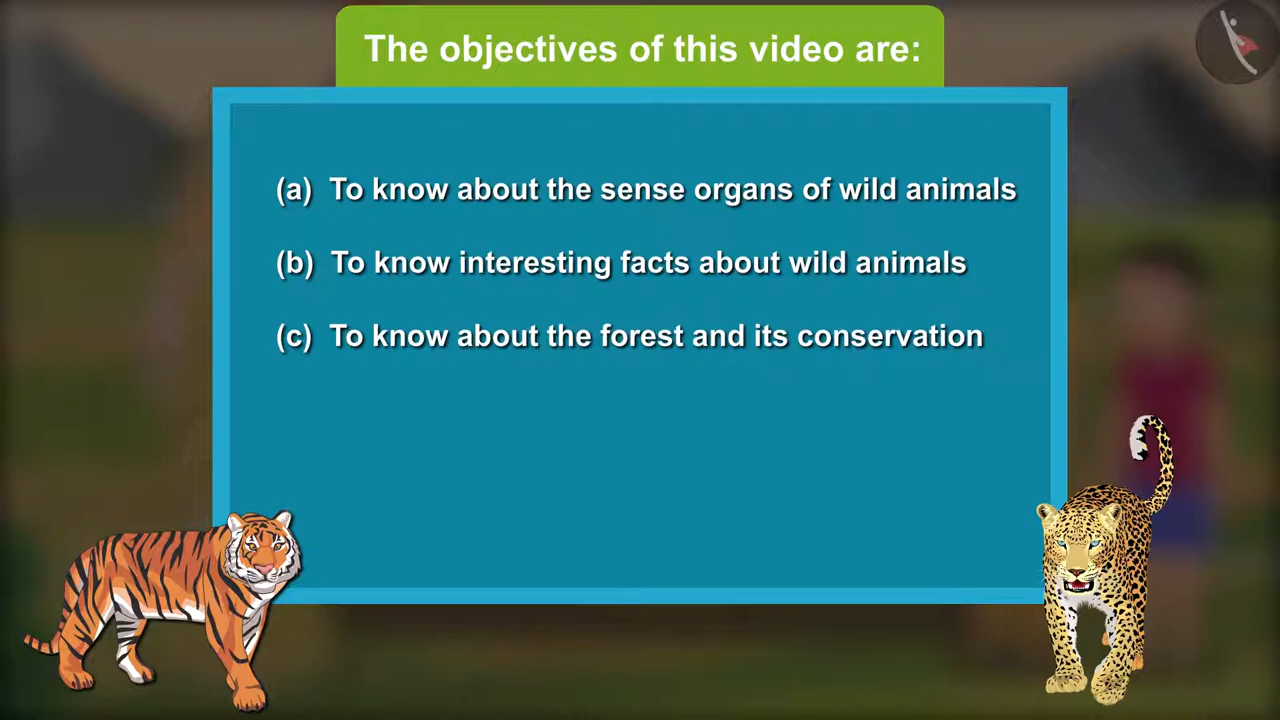 The objectives of this video are:
(a) To know about the sense organs of wild animals
(b) To know interesting facts about wild animals
(c) To know about the forest and its conservation